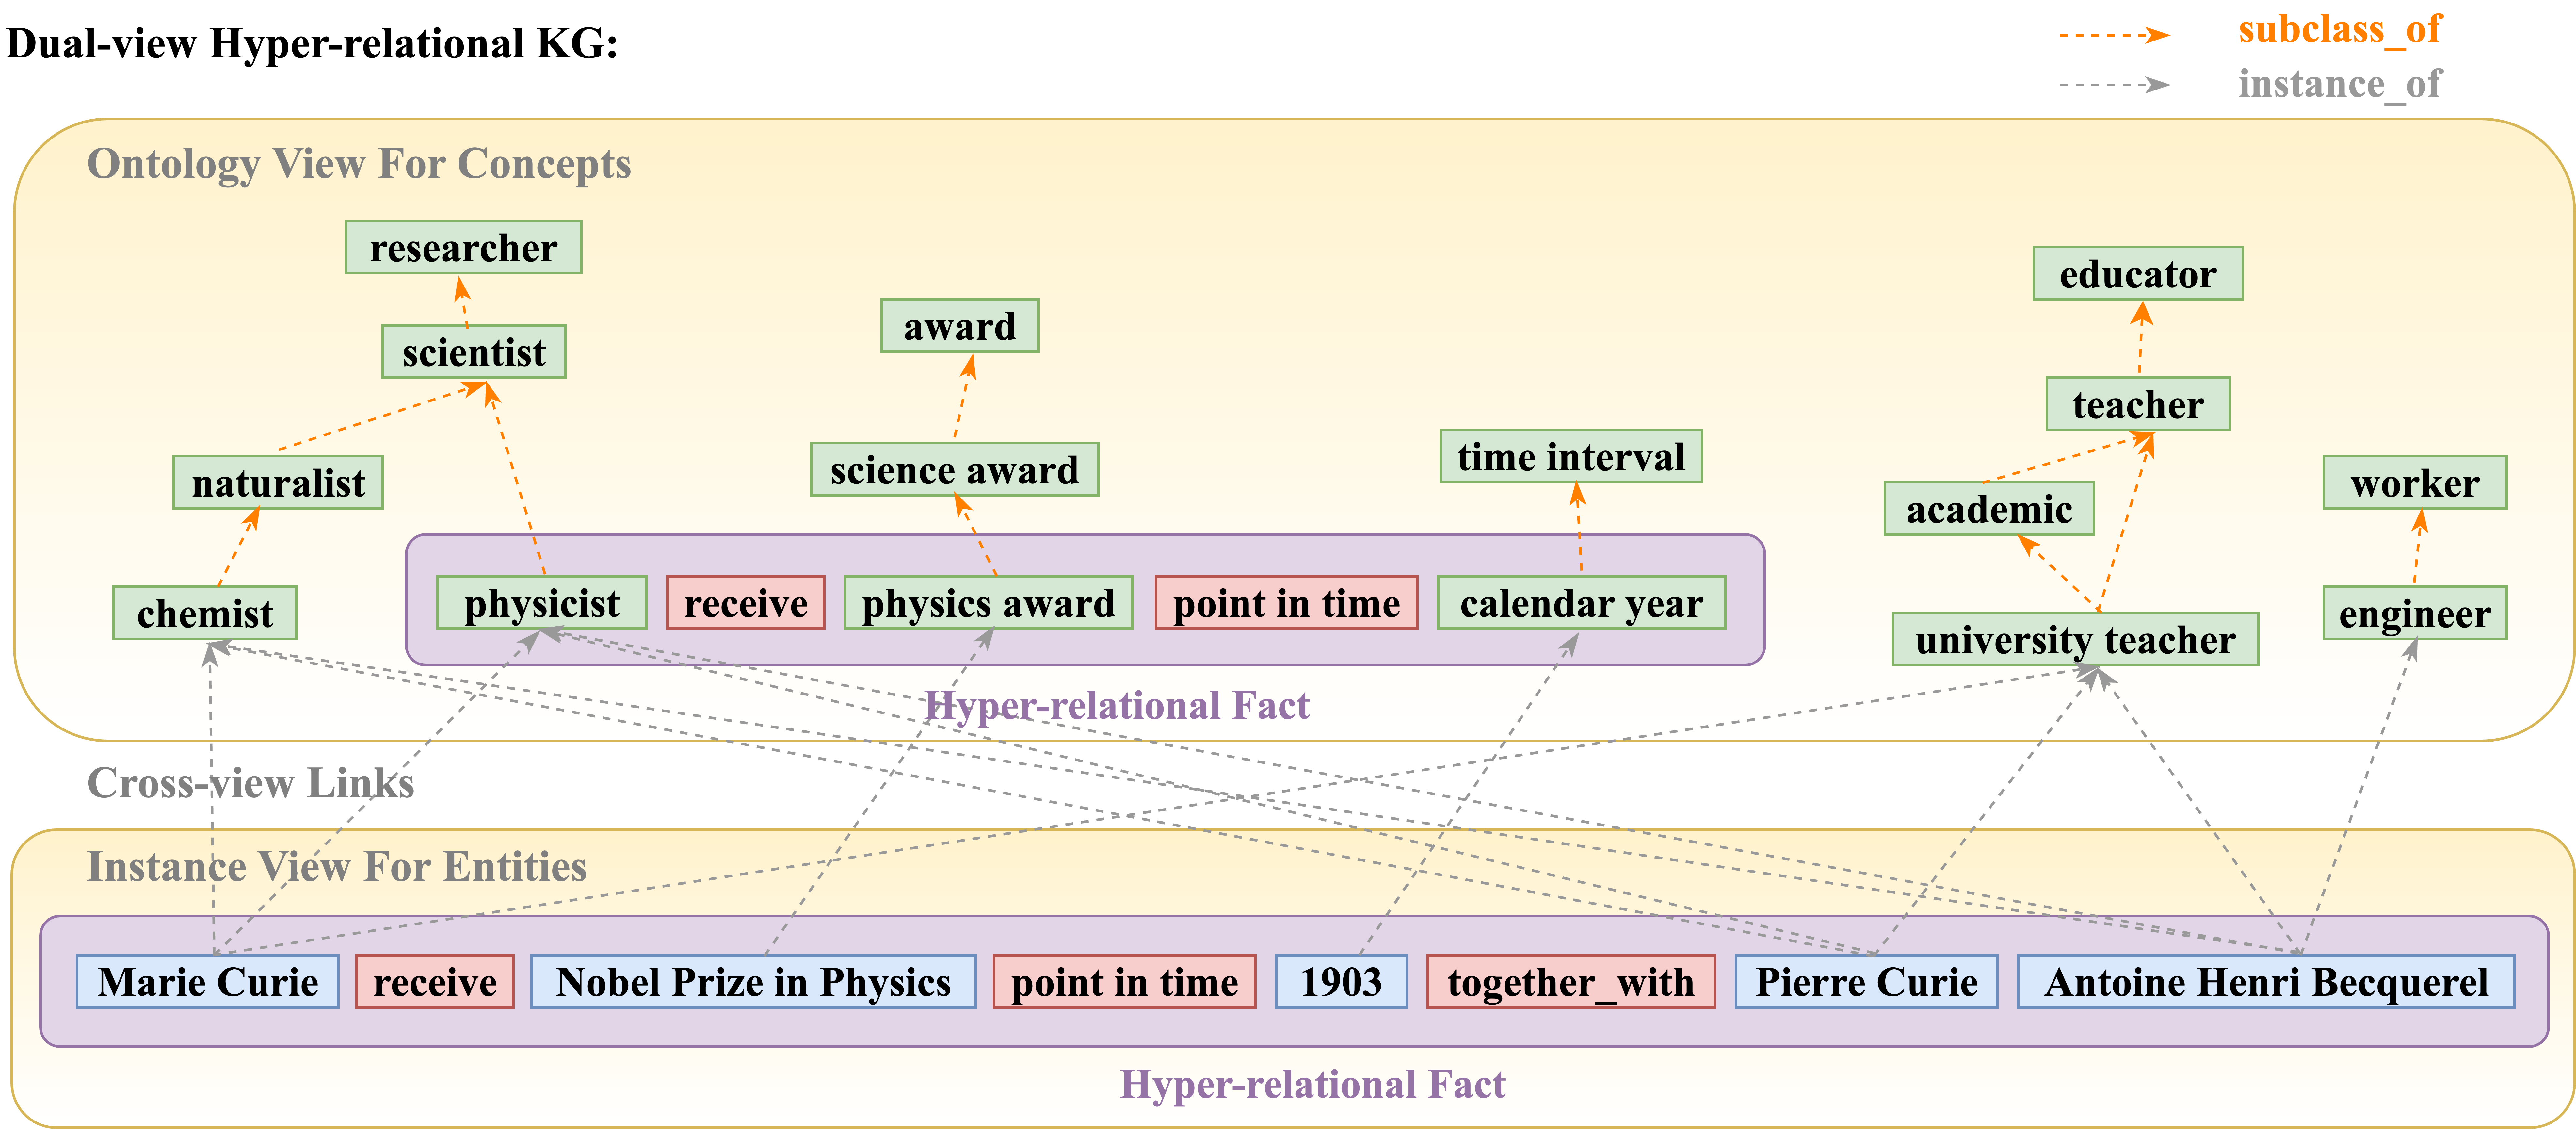 Dual-view Hyper-relational KG:
subclass_of
instance_of
Ontology View For Concepts
researcher
educator
award
scientist
teacher
time interval
science award
naturalist
worker
academic
physicist
receive
physics award
point in time
calendar year
chemist
engineer
university teacher
Hyper-relational Fact
Cross-view Links
Instance View For Entities
Marie Curie
receive
Nobel Prize in Physics
point in time
1903
together_with
Pierre Curie
Antoine Henri Becquerel
Hyper-relational Fact